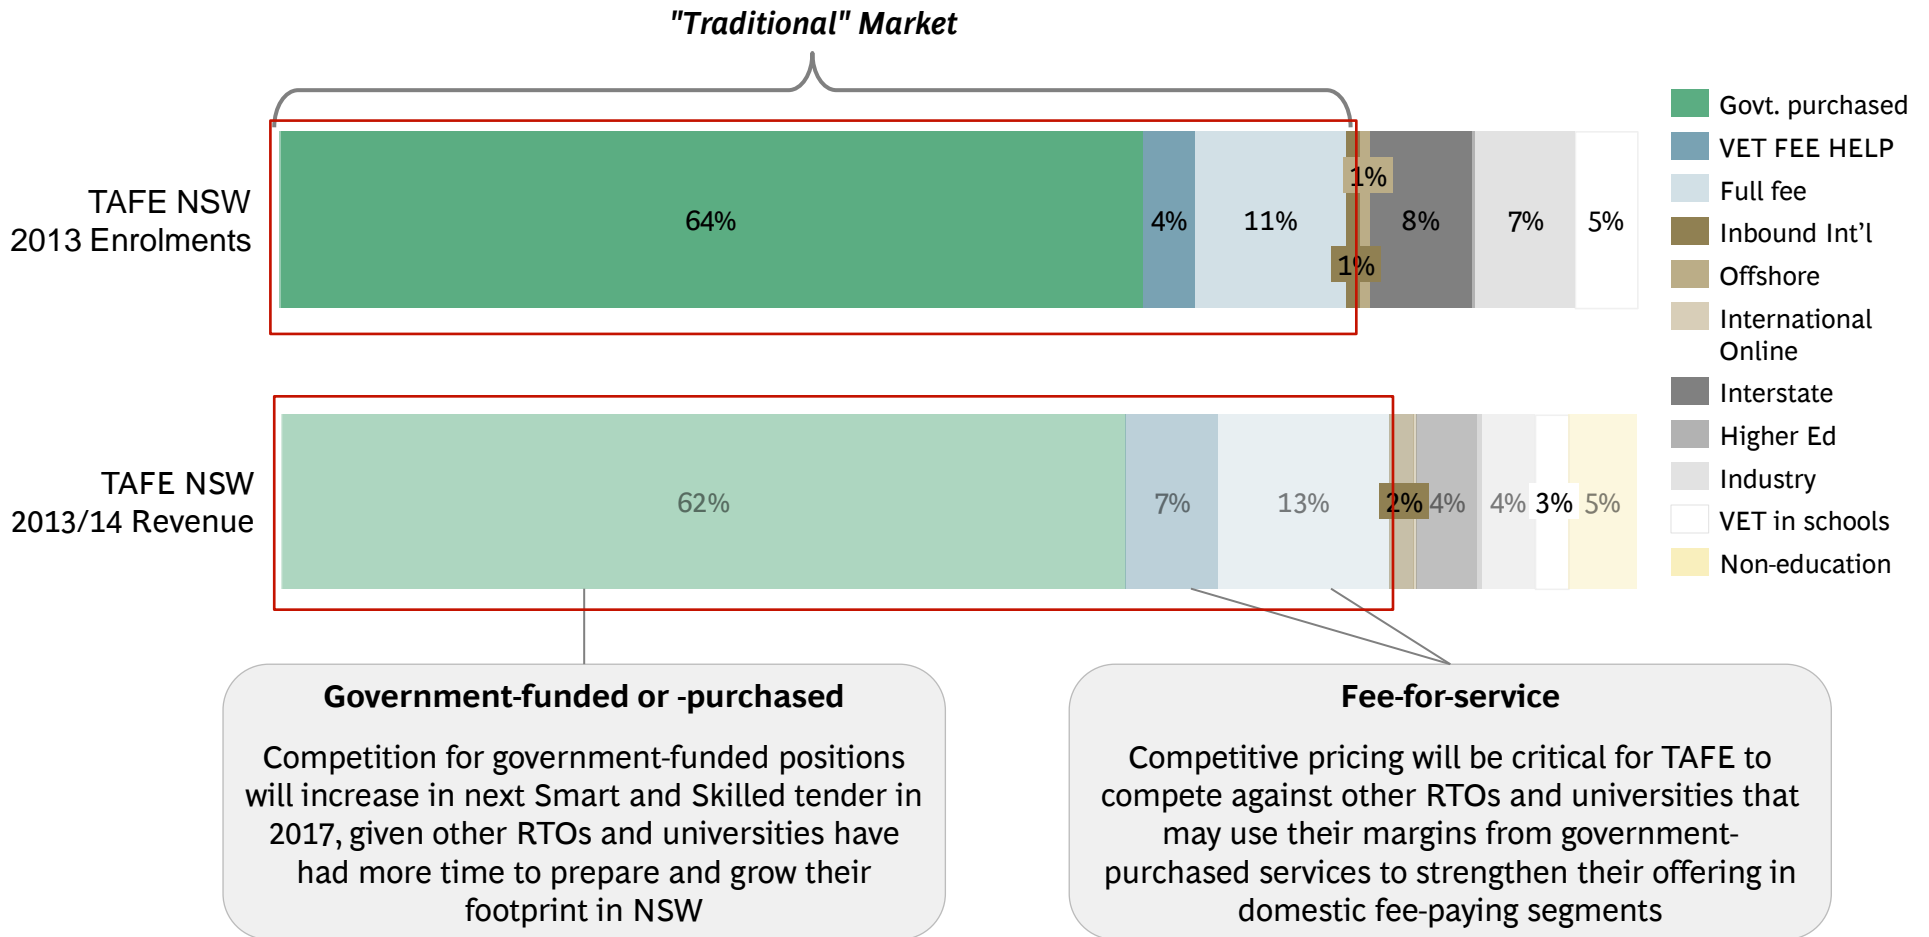 "Traditional" Market
TAFE NSW
2013 Enrolments
64%
4%
11%
1%
1%
8%
7%
5%
Govt. purchased
VET FEE HELP
Full fee
Inbound Int’l
Offshore
International
Online
Interstate
Higher Ed
Industry
VET in schools
Non-education
TAFE NSW
2013/14 Revenue
62%
7%
13%
2%
4%
4%
3%
5%
Government-funded or -purchased
Competition for government-funded positions
will increase in next Smart and Skilled tender in
2017, given other RTOs and universities have
had more time to prepare and grow their
footprint in NSW
Fee-for-service
Competitive pricing will be critical for TAFE to
compete against other RTOs and universities that
may use their margins from government-
purchased services to strengthen their offering in
domestic fee-paying segments